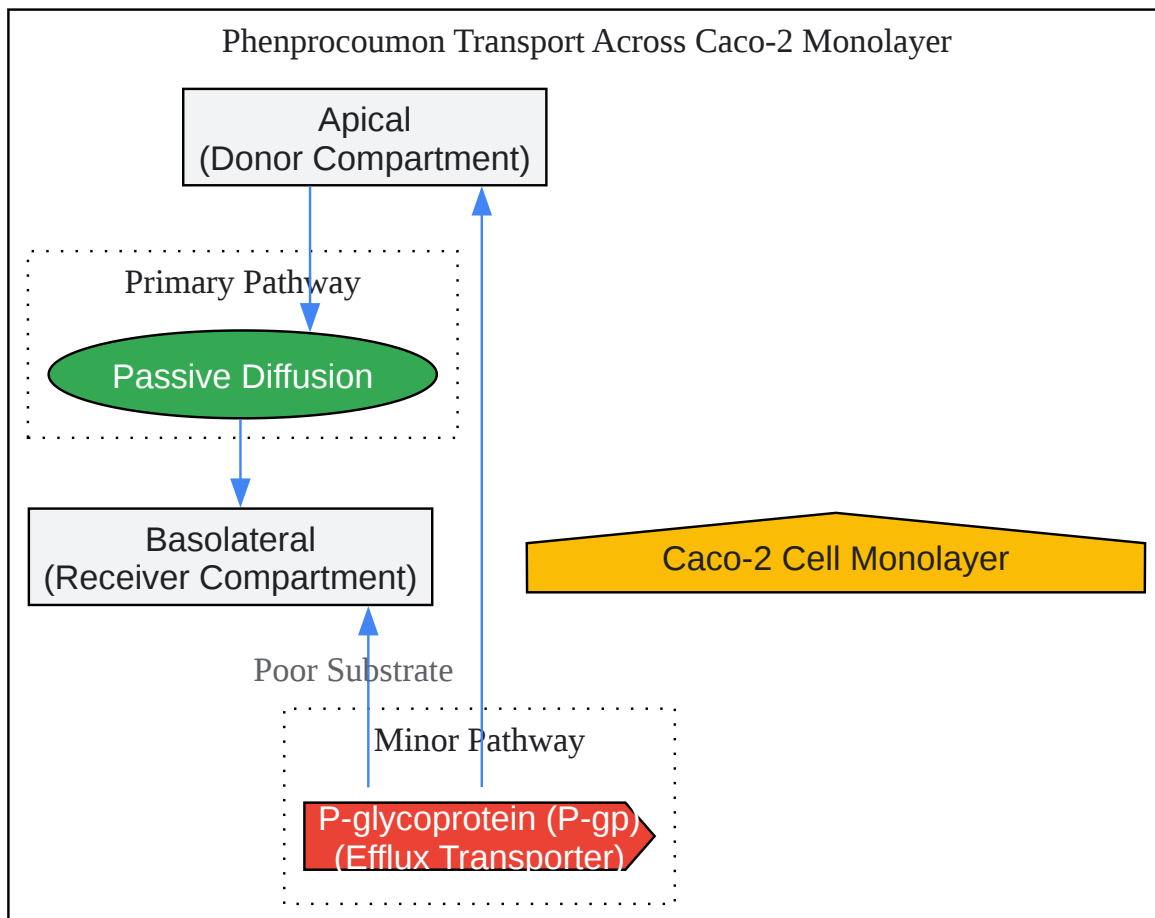 Phenprocoumon Transport Across Caco-2 Monolayer
Apical
(Donor Compartment)
Primary Pathway
Passive Diffusion
Basolateral
(Receiver Compartment)
Caco-2 Cell Monolayer
Poor Substrate
Minor Pathway
P-glycoprotein (P-gp)
(Efflux Transporter)